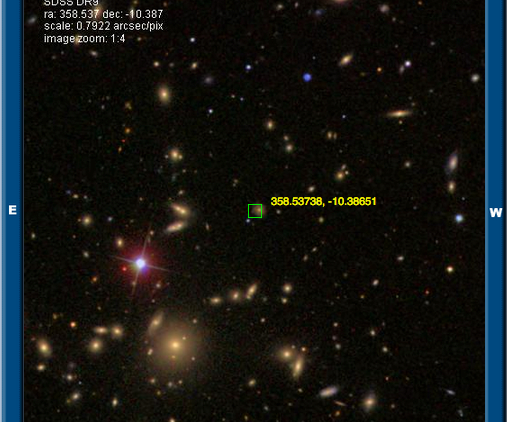 SDSS DR9
ra: 358.537 dec: -10.387
scale: 0.7922 arcsec/pix
image zoom: 1:4
358.53738, -10.38651
E
W